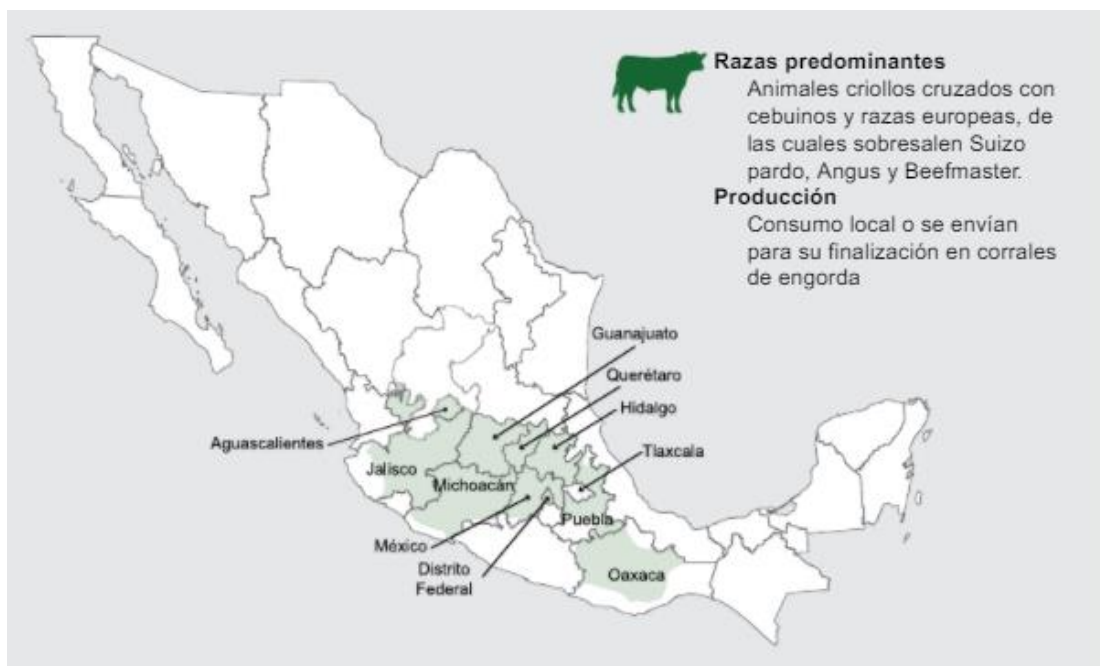 Razas predominantes
Animales criollos cruzados con
cebuinos y razas europeas, de
las cuales sobresalen Suizo
pardo, Angus y Beefmaster.
Producción
Consumo local o se envían
para su finalización en corrales
de engorda
Guanajuato
Querétaro
Hidalgo
Aguascalientes
Tlaxcala
Jalisco
Michoacán
Puebla
México
Distrito
Federal
Oaxaca